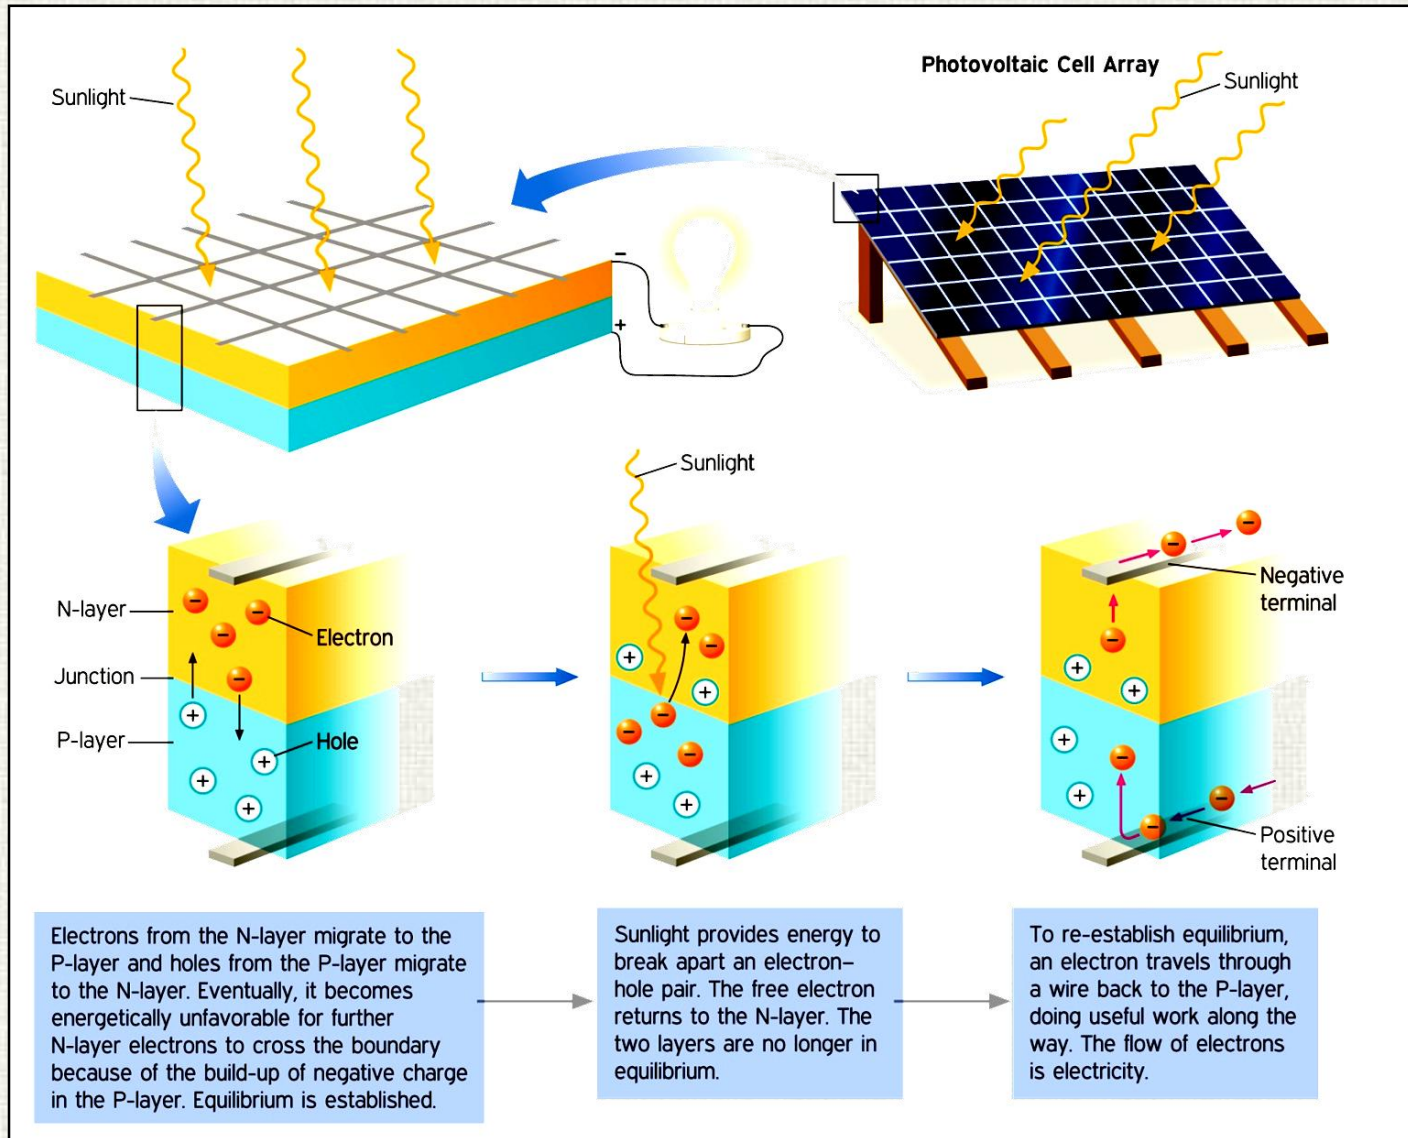 Photovoltaic Cell Array
Sunlight
Sunlight
−
+
Sunlight
N-layer
Electron
Junction
P-layer
Hole
Negative
terminal
Positive
terminal
Electrons from the N-layer migrate to the
P-layer and holes from the P-layer migrate
to the N-layer. Eventually, it becomes
energetically unfavorable for further
N-layer electrons to cross the boundary
because of the build-up of negative charge
in the P-layer. Equilibrium is established.
Sunlight provides energy to
break apart an electron–
hole pair. The free electron
returns to the N-layer. The
two layers are no longer in
equilibrium.
To re-establish equilibrium,
an electron travels through
a wire back to the P-layer,
doing useful work along the
way. The flow of electrons
is electricity.